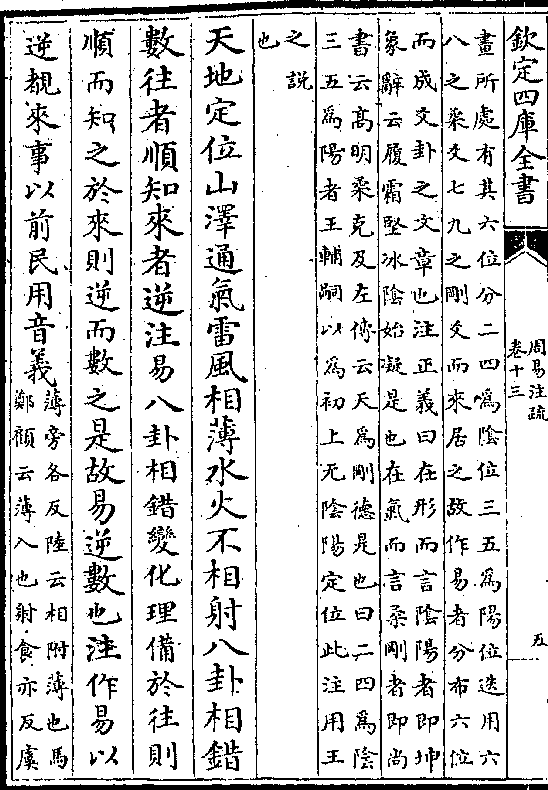 欽定四庫全書
周易注疏
卷十三
五
畫所處有其六位分二四爲陰位三五爲陽位迭用六
八之柔爻七九之剛爻而來居之故作易者分布六位
而成爻卦之文章也注正義曰在形而言陰陽者即坤
象辭云履霜堅冰陰始凝是也在氣而言柔剛者即尚
書云髙明柔克及左傳云天爲剛德是也曰二四爲陰
三五爲陽者王輔嗣以爲初上无陰陽定位此注用王
之説
也
天地定位山澤通氣雷風相薄水火不相射八卦相錯
數往者順知來者逆注易八卦相錯變化理備於往則
順而知之於來則逆而數之是故易逆數也注作易以
逆覩來事以前民用音義
薄旁各反陸云相附薄也馬
鄭顧云薄入也射食亦反虞